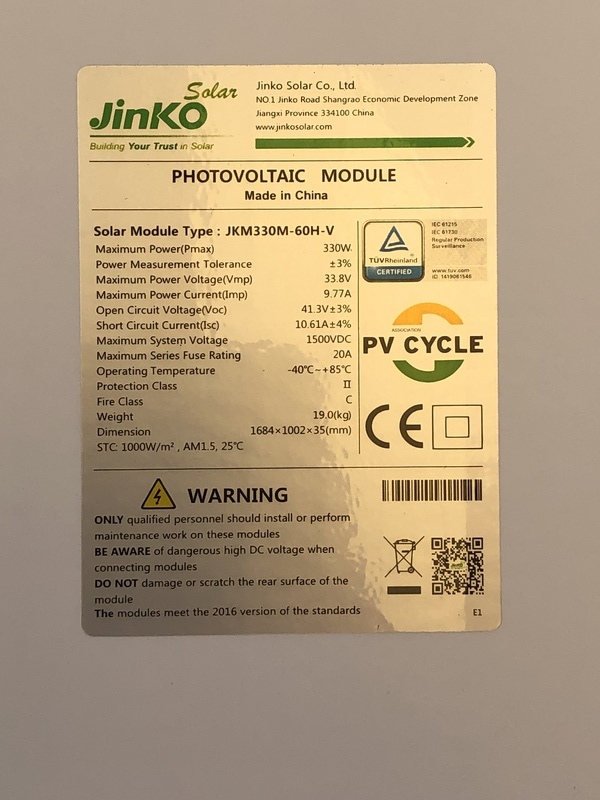 JinKO Solar
Building Your Trust in Solar
Jinko Solar Co., Ltd.
NO.1 Jinko Road Shangrao Economic Development Zone
Jiangxi Province 334100 China
www.jinkosolar.com
PHOTOVOLTAIC MODULE
Made in China
Solar Module Type : JKM330M-60H-V
Maximum Power(Pmax) 330W
Power Measurement Tolerance ±3%
Maximum Power Voltage(Vmp) 33.8V
Maximum Power Current(Imp) 9.77A
Open Circuit Voltage(Voc) 41.3V±3%
Short Circuit Current(Isc) 10.61A±4%
Maximum System Voltage 1500VDC
Maximum Series Fuse Rating 20A
Operating Temperature -40℃~+85℃
Protection Class II
Fire Class C
Weight 19.0(kg)
Dimension 1684×1002×35(mm)
STC: 1000W/m² , AM1.5, 25℃
TÜVRheinland
CERTIFIED
IEC 61215
IEC 61730
Regular Production
Surveillance
www.tuv.com
ID. 1419081548
ASSOCIATION
PV CYCLE
CE
WARNING
ONLY qualified personnel should install or perform
maintenance work on these modules
BE AWARE of dangerous high DC voltage when
connecting modules
DO NOT damage or scratch the rear surface of the
module
The modules meet the 2016 version of the standards
E1